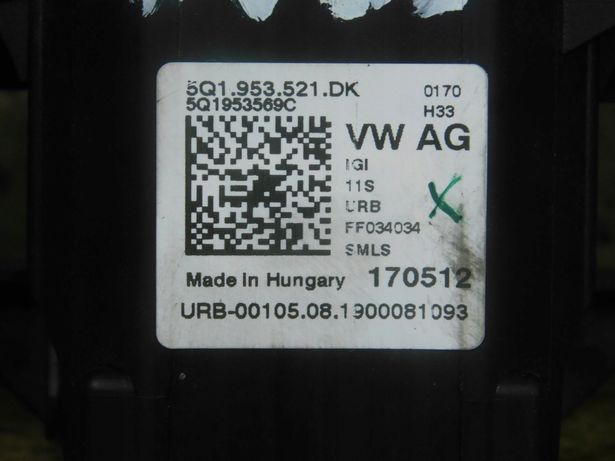 5Q1.953.521.DK 0170
5Q1953569C H33
VW AG
IGI
11S
URB
FF034034
SMLS
Made in Hungary 170512
URB-00105.08.1900081093